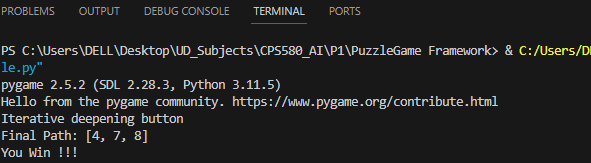 PROBLEMS OUTPUT DEBUG CONSOLE TERMINAL PORTS
PS C:\Users\DELL\Desktop\UD_Subjects\CPS580_AI\P1\PuzzleGame Framework> & C:/Users/
le.py"
pygame 2.5.2 (SDL 2.28.3, Python 3.11.5)
Hello from the pygame community. https://www.pygame.org/contribute.html
Iterative deepening button
Final Path: [4, 7, 8]
You Win !!!